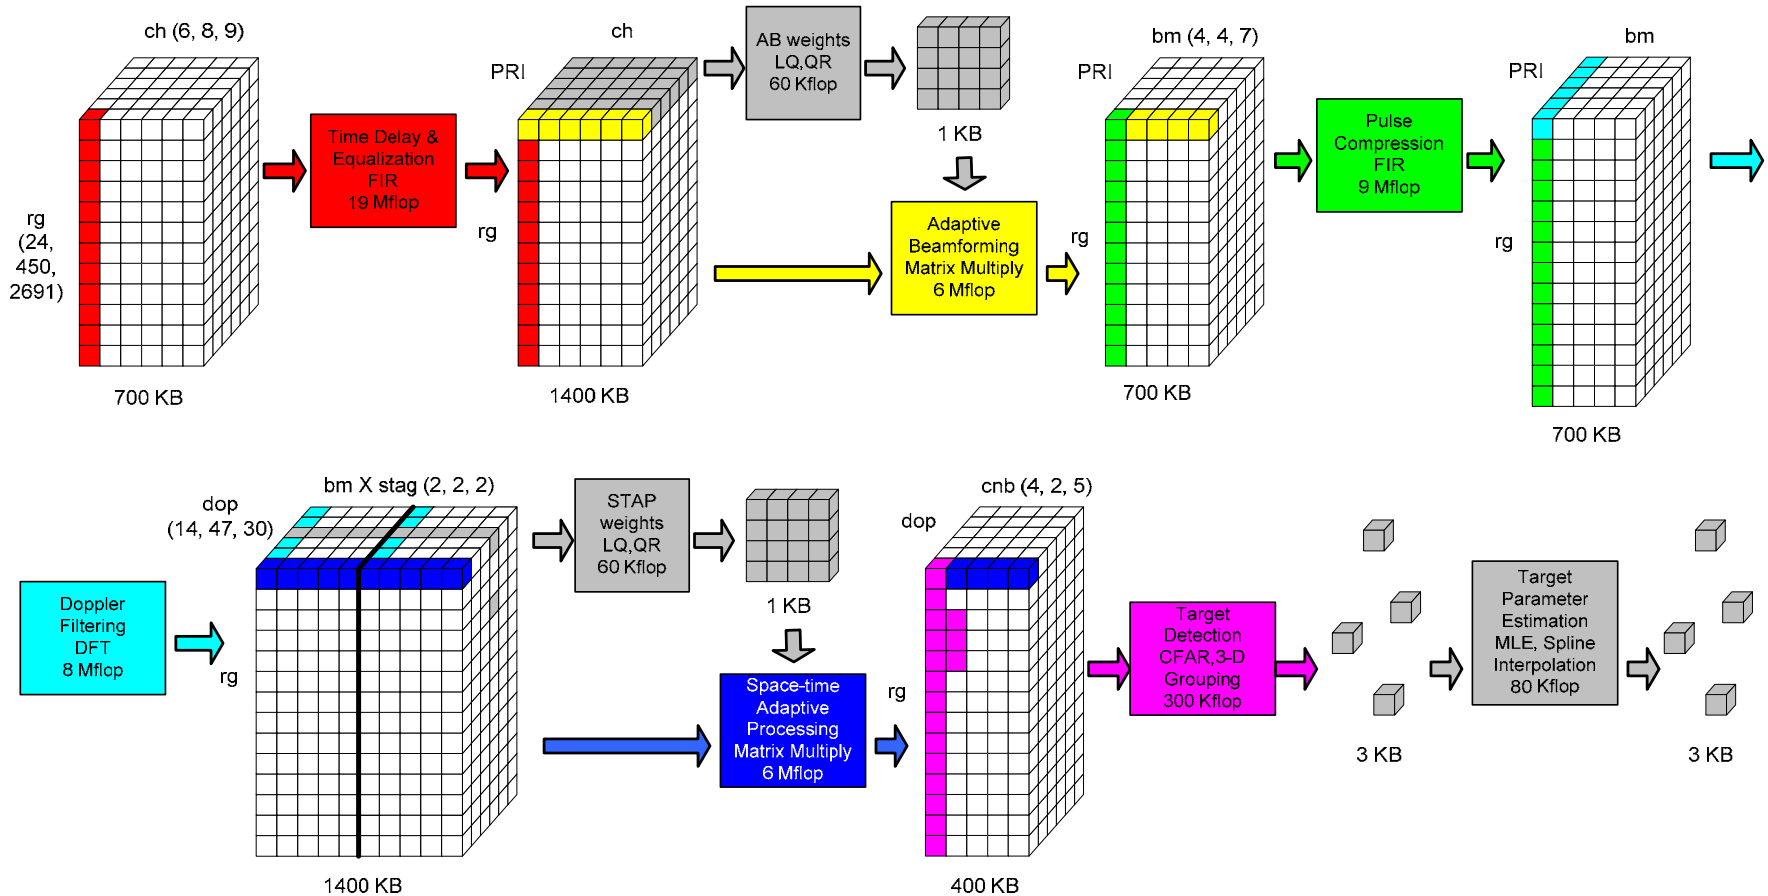 ch (6, 8, 9)
rg
(24,
450,
2691)
700 KB
Time Delay &
Equalization
FIR
19 Mflop
ch
PRI
rg
1400 KB
AB weights
LQ,QR
60 Kflop
1 KB
Adaptive
Beamforming
Matrix Multiply
6 Mflop
bm (4, 4, 7)
PRI
rg
700 KB
Pulse
Compression
FIR
9 Mflop
bm
PRI
rg
700 KB
Doppler
Filtering
DFT
8 Mflop
bm X stag (2, 2, 2)
dop
(14, 47, 30)
rg
1400 KB
STAP
weights
LQ,QR
60 Kflop
1 KB
Space-time
Adaptive
Processing
Matrix Multiply
6 Mflop
cnb (4, 2, 5)
dop
rg
400 KB
Target
Detection
CFAR,3-D
Grouping
300 Kflop
3 KB
Target
Parameter
Estimation
MLE, Spline
Interpolation
80 Kflop
3 KB